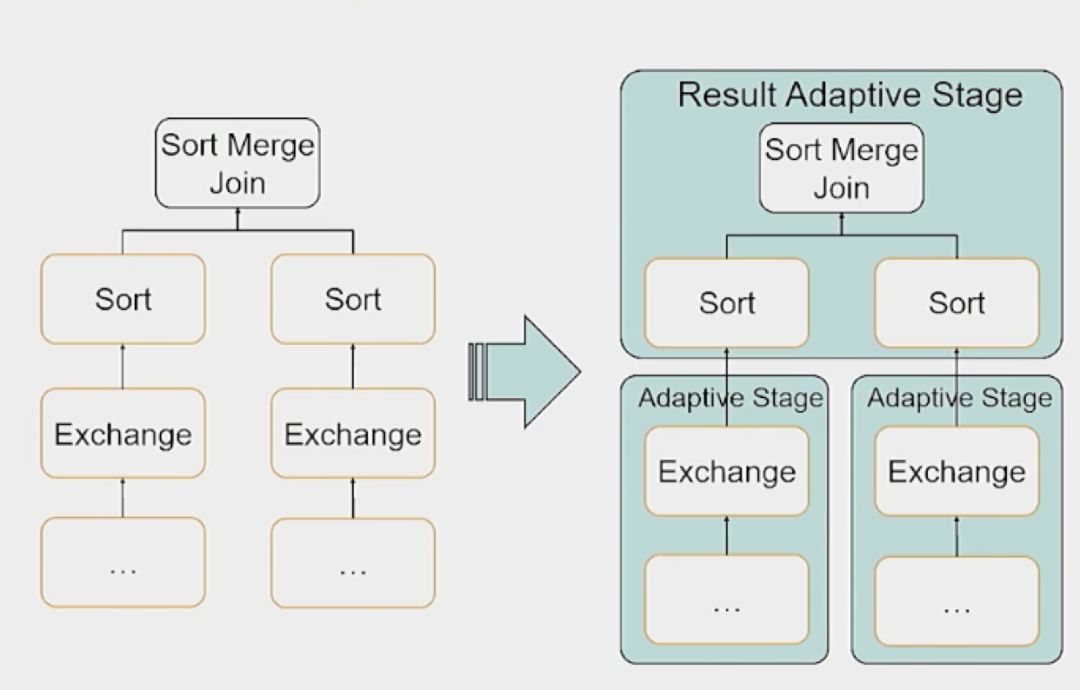 Sort Merge
Join
Sort
Sort
Exchange
Exchange
...
...
Result Adaptive Stage
Sort Merge
Join
Sort
Sort
Adaptive Stage
Adaptive Stage
Exchange
Exchange
...
...